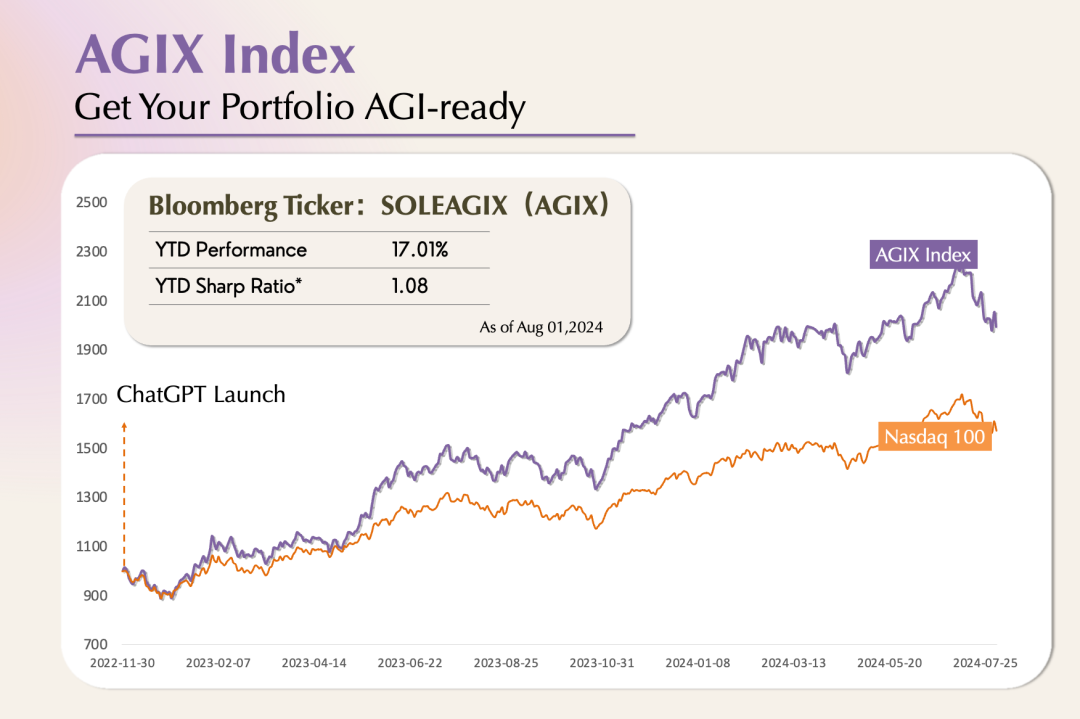 AGIX Index
Get Your Portfolio AGI-ready
Bloomberg Ticker： SOLEAGIX （AGIX）
YTD Performance 17.01%
YTD Sharp Ratio* 1.08
As of Aug 01,2024
2500
2300
2100
1900
1700
1500
1300
1100
900
700
ChatGPT Launch
AGIX Index
Nasdaq 100
2022-11-30 2023-02-07 2023-04-14 2023-06-22 2023-08-25 2023-10-31 2024-01-08 2024-03-13 2024-05-20 2024-07-25